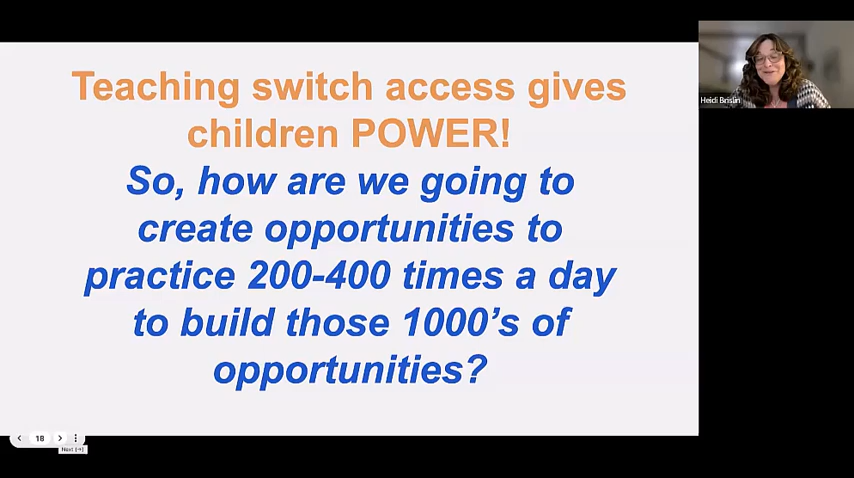 Teaching switch access gives
children POWER!
So, how are we going to
create opportunities to
practice 200-400 times a day
to build those 1000's of
opportunities?
Heidi Brislin
18
Next (→)